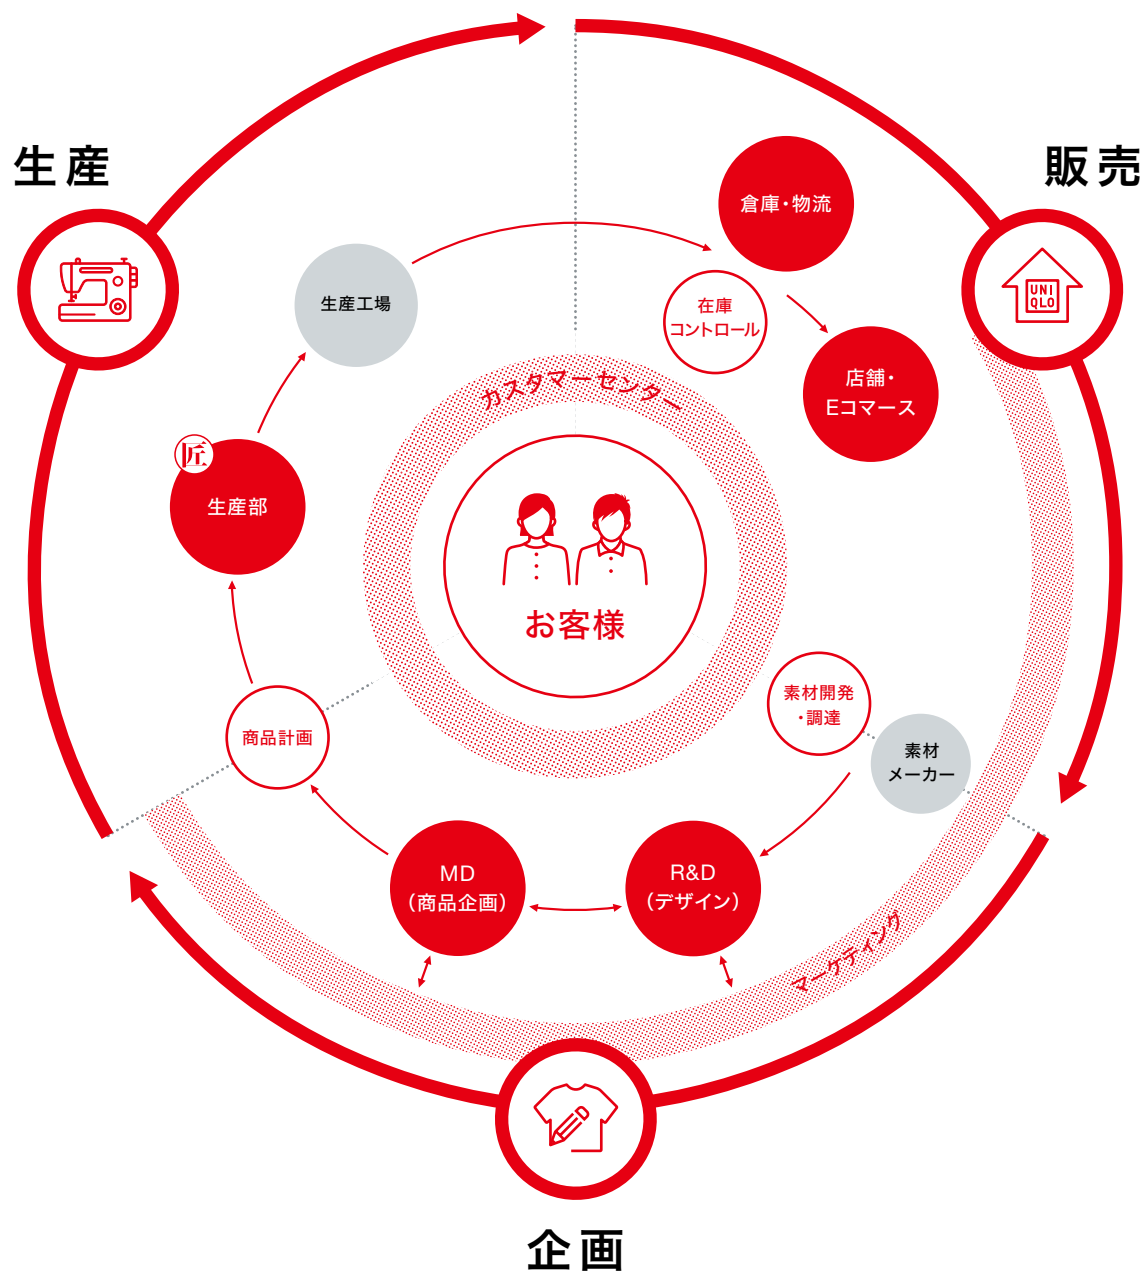 生産
販売
倉庫・物流
生産工場
在庫
コントロール
UNI
QLO
店舗・
Eコマース
カスタマーセンター
匠
生産部
お客様
素材開発
・調達
商品計画
素材
メーカー
MD
（商品企画）
R&D
（デザイン）
マーケティング
企画